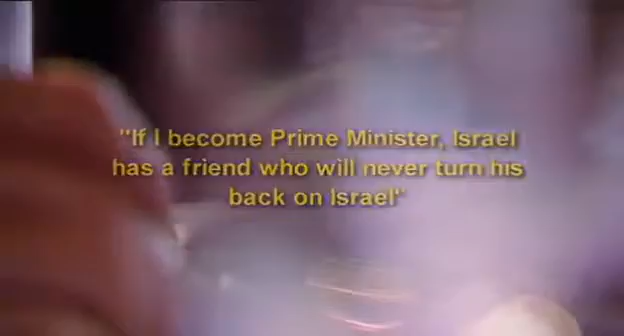 "If I become Prime Minister, Israel
has a friend who will never turn his
back on Israel"